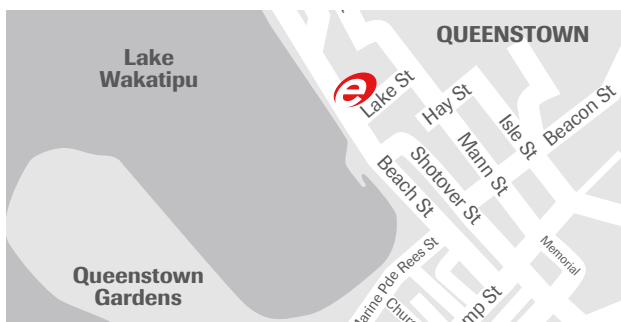 QUEENSTOWN
Lake
Wakatipu
e
Lake St
Hay St
Isle St
Beacon St
Mann St
Shotover St
Beach St
Memorial
Rees St
Pde
Queenstown
Gardens